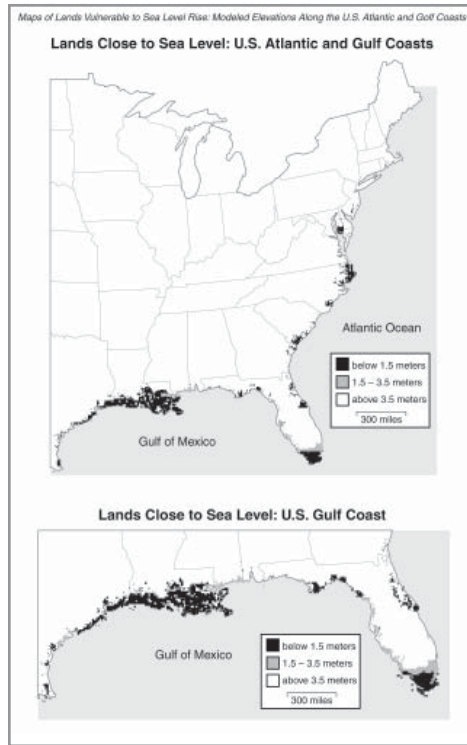 Maps of Lands Vulnerable to Sea Level Rise: Modeled Elevations Along the U.S. Atlantic and Golf Coasts
Lands Close to Sea Level: U.S. Atlantic and Gulf Coasts
Atlantic Ocean
below 1.5 meters
1.5 – 3.5 meters
above 3.5 meters
300 miles
Gulf of Mexico
Lands Close to Sea Level: U.S. Gulf Coast
Gulf of Mexico
below 1.5 meters
1.5 – 3.5 meters
above 3.5 meters
300 miles